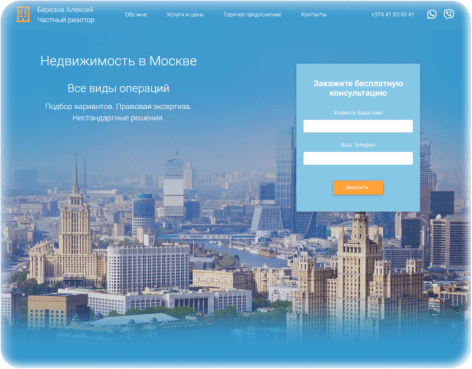 Березов Алексей
Частный риэлтор
Обо мне
Услуги и цены
Горячее предложение
Контакты
+374 41 93 93 41
Недвижимость в Москве
Все виды операций
Подбор вариантов. Правовая экспертиза.
Нестандартные решения.
Закажите бесплатную
консультацию
Укажите Ваше имя
Ваш Телефон
ЗАКАЗАТЬ